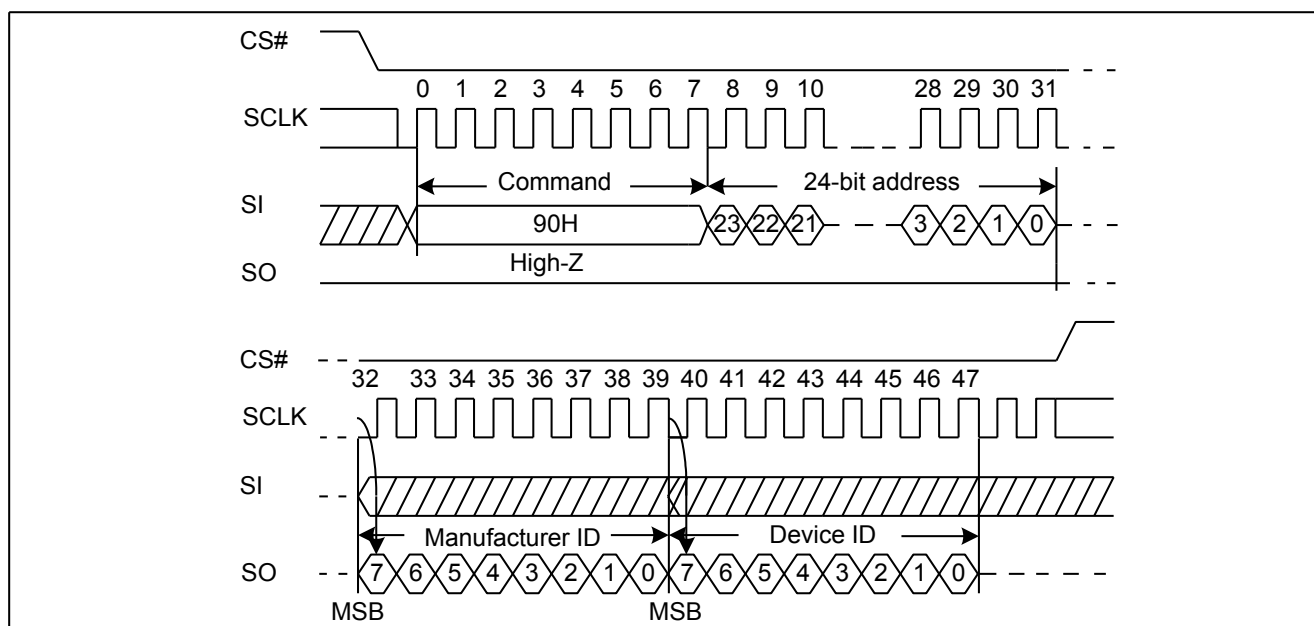 CS#
0 1 2 3 4 5 6 7 8 9 10 28 29 30 31
SCLK
Command 24-bit address
SI
90H 23 22 21 3 2 1 0
High-Z
SO
CS#
32 33 34 35 36 37 38 39 40 41 42 43 44 45 46 47
SCLK
SI
Manufacturer ID Device ID
SO 7 6 5 4 3 2 1 0 7 6 5 4 3 2 1 0
MSB MSB